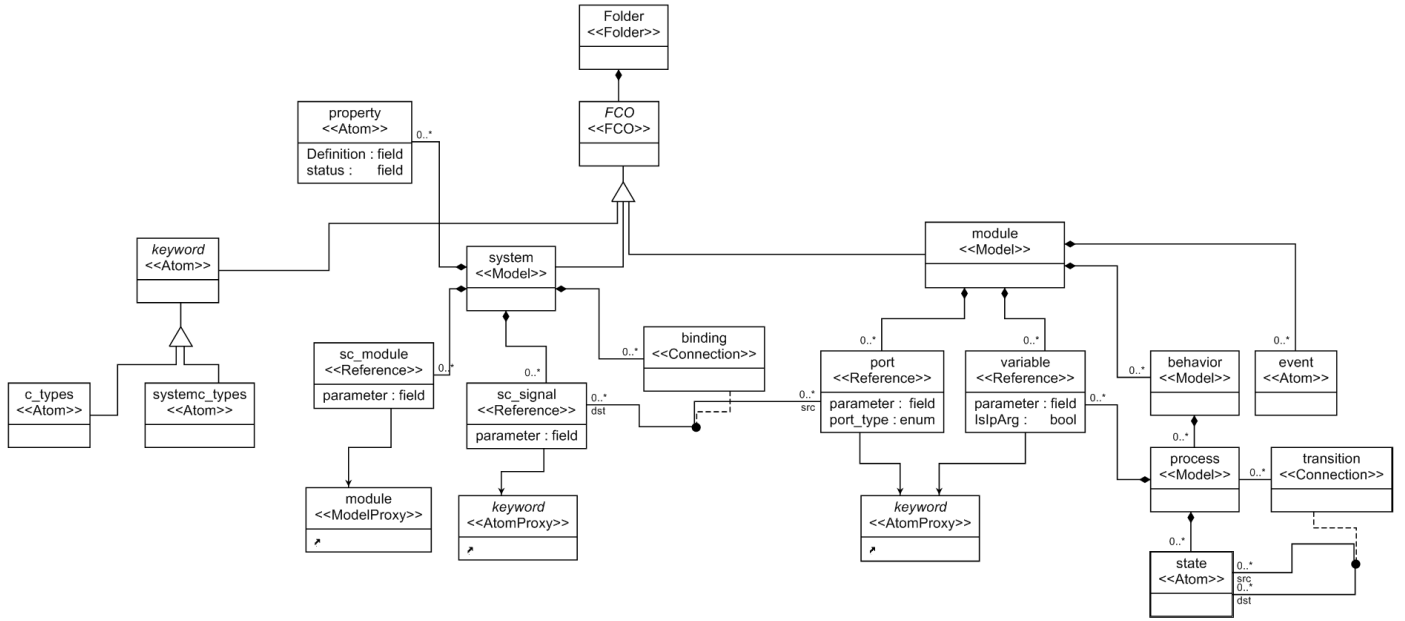 Folder
<<Folder>>
FCO
<<FCO>>
property
<<Atom>>
Definition : field
status : field
0..*
keyword
<<Atom>>
system
<<Model>>
module
<<Model>>
c_types
<<Atom>>
systemc_types
<<Atom>>
sc_module
<<Reference>>
parameter : field
0..*
0..*
sc_signal
<<Reference>>
parameter : field
0..*
dst
binding
<<Connection>>
0..*
0..*
port
<<Reference>>
parameter : field
port_type : enum
0..*
src
0..*
variable
<<Reference>>
parameter : field
IsIpArg : bool
0..*
behavior
<<Model>>
0..*
0..*
event
<<Atom>>
0..*
process
<<Model>>
0..*
transition
<<Connection>>
module
<<ModelProxy>>
keyword
<<AtomProxy>>
keyword
<<AtomProxy>>
0..*
state
<<Atom>>
0..*
src
0..*
dst